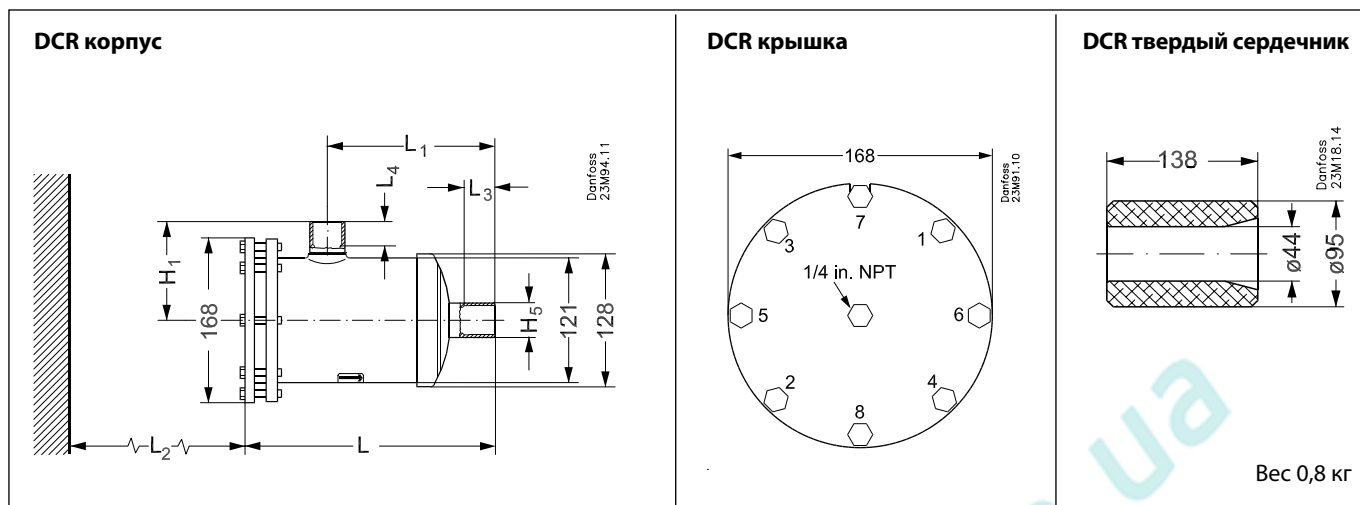 DCR корпус
L1
L4
L3
Danfoss
23M94.11
H1
168
H5
121
128
L2
L
DCR крышка
168
Danfoss
23M91.10
7
3
1
1/4 in. NPT
5
6
2
4
8
DCR твердый сердечник
138
Danfoss
23M18.14
ø44
ø95
Вес 0,8 кг
ua